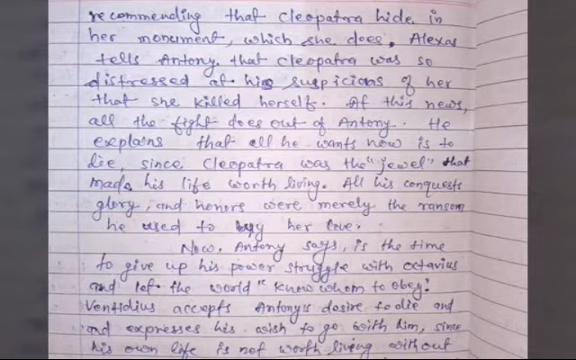 recommending that Cleopatra hide in
her monument, which she does. Alexas
tells Antony, that Cleopatra was so
distressed at his suspicions of her
that she killed herself. At this news,
all the fight does out of Antony. He
explains that all he wants now is to
die, since Cleopatra was the "jewel" that
made his life worth living. All his conquests
glory, and honors were merely the ransom
he used to buy her love.
Now, Antony says, is the time
to give up his power struggle with octavius
and let the world "know whom to obey!
Ventidius accepts Antony's desire to die and
and expresses his wish to go with him, since
his own life is not worth living without